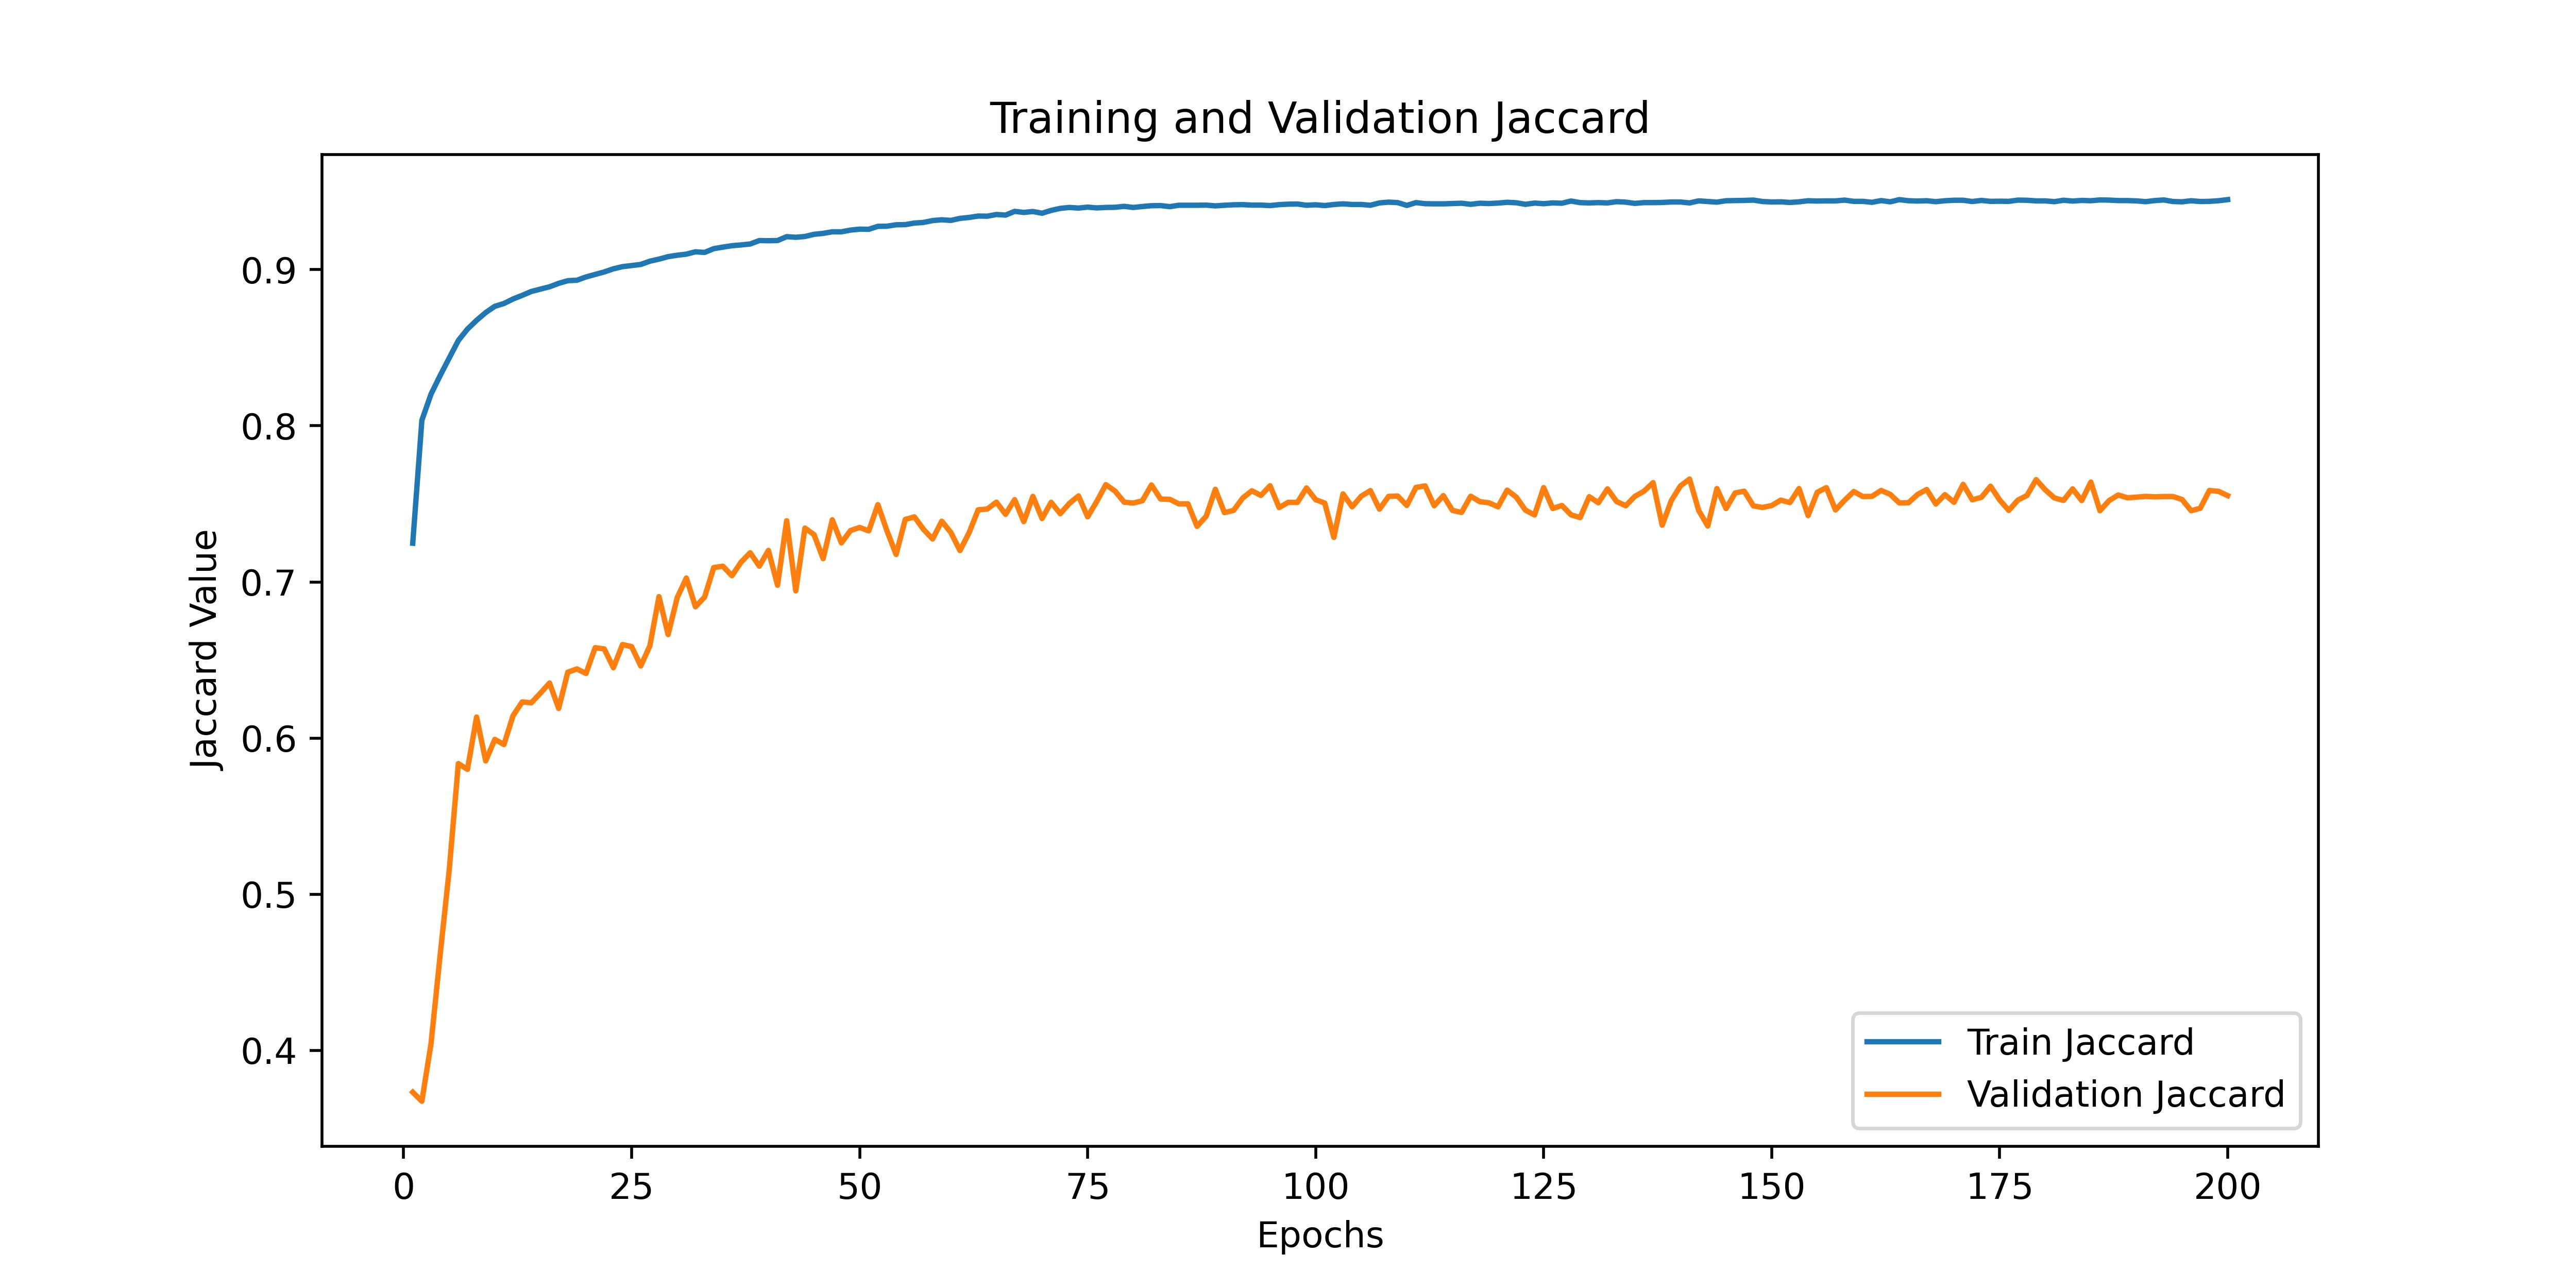 Training and Validation Jaccard
Jaccard Value
0.9
0.8
0.7
0.6
0.5
0.4
0 25 50 75 100 125 150 175 200
Epochs
Train Jaccard
Validation Jaccard